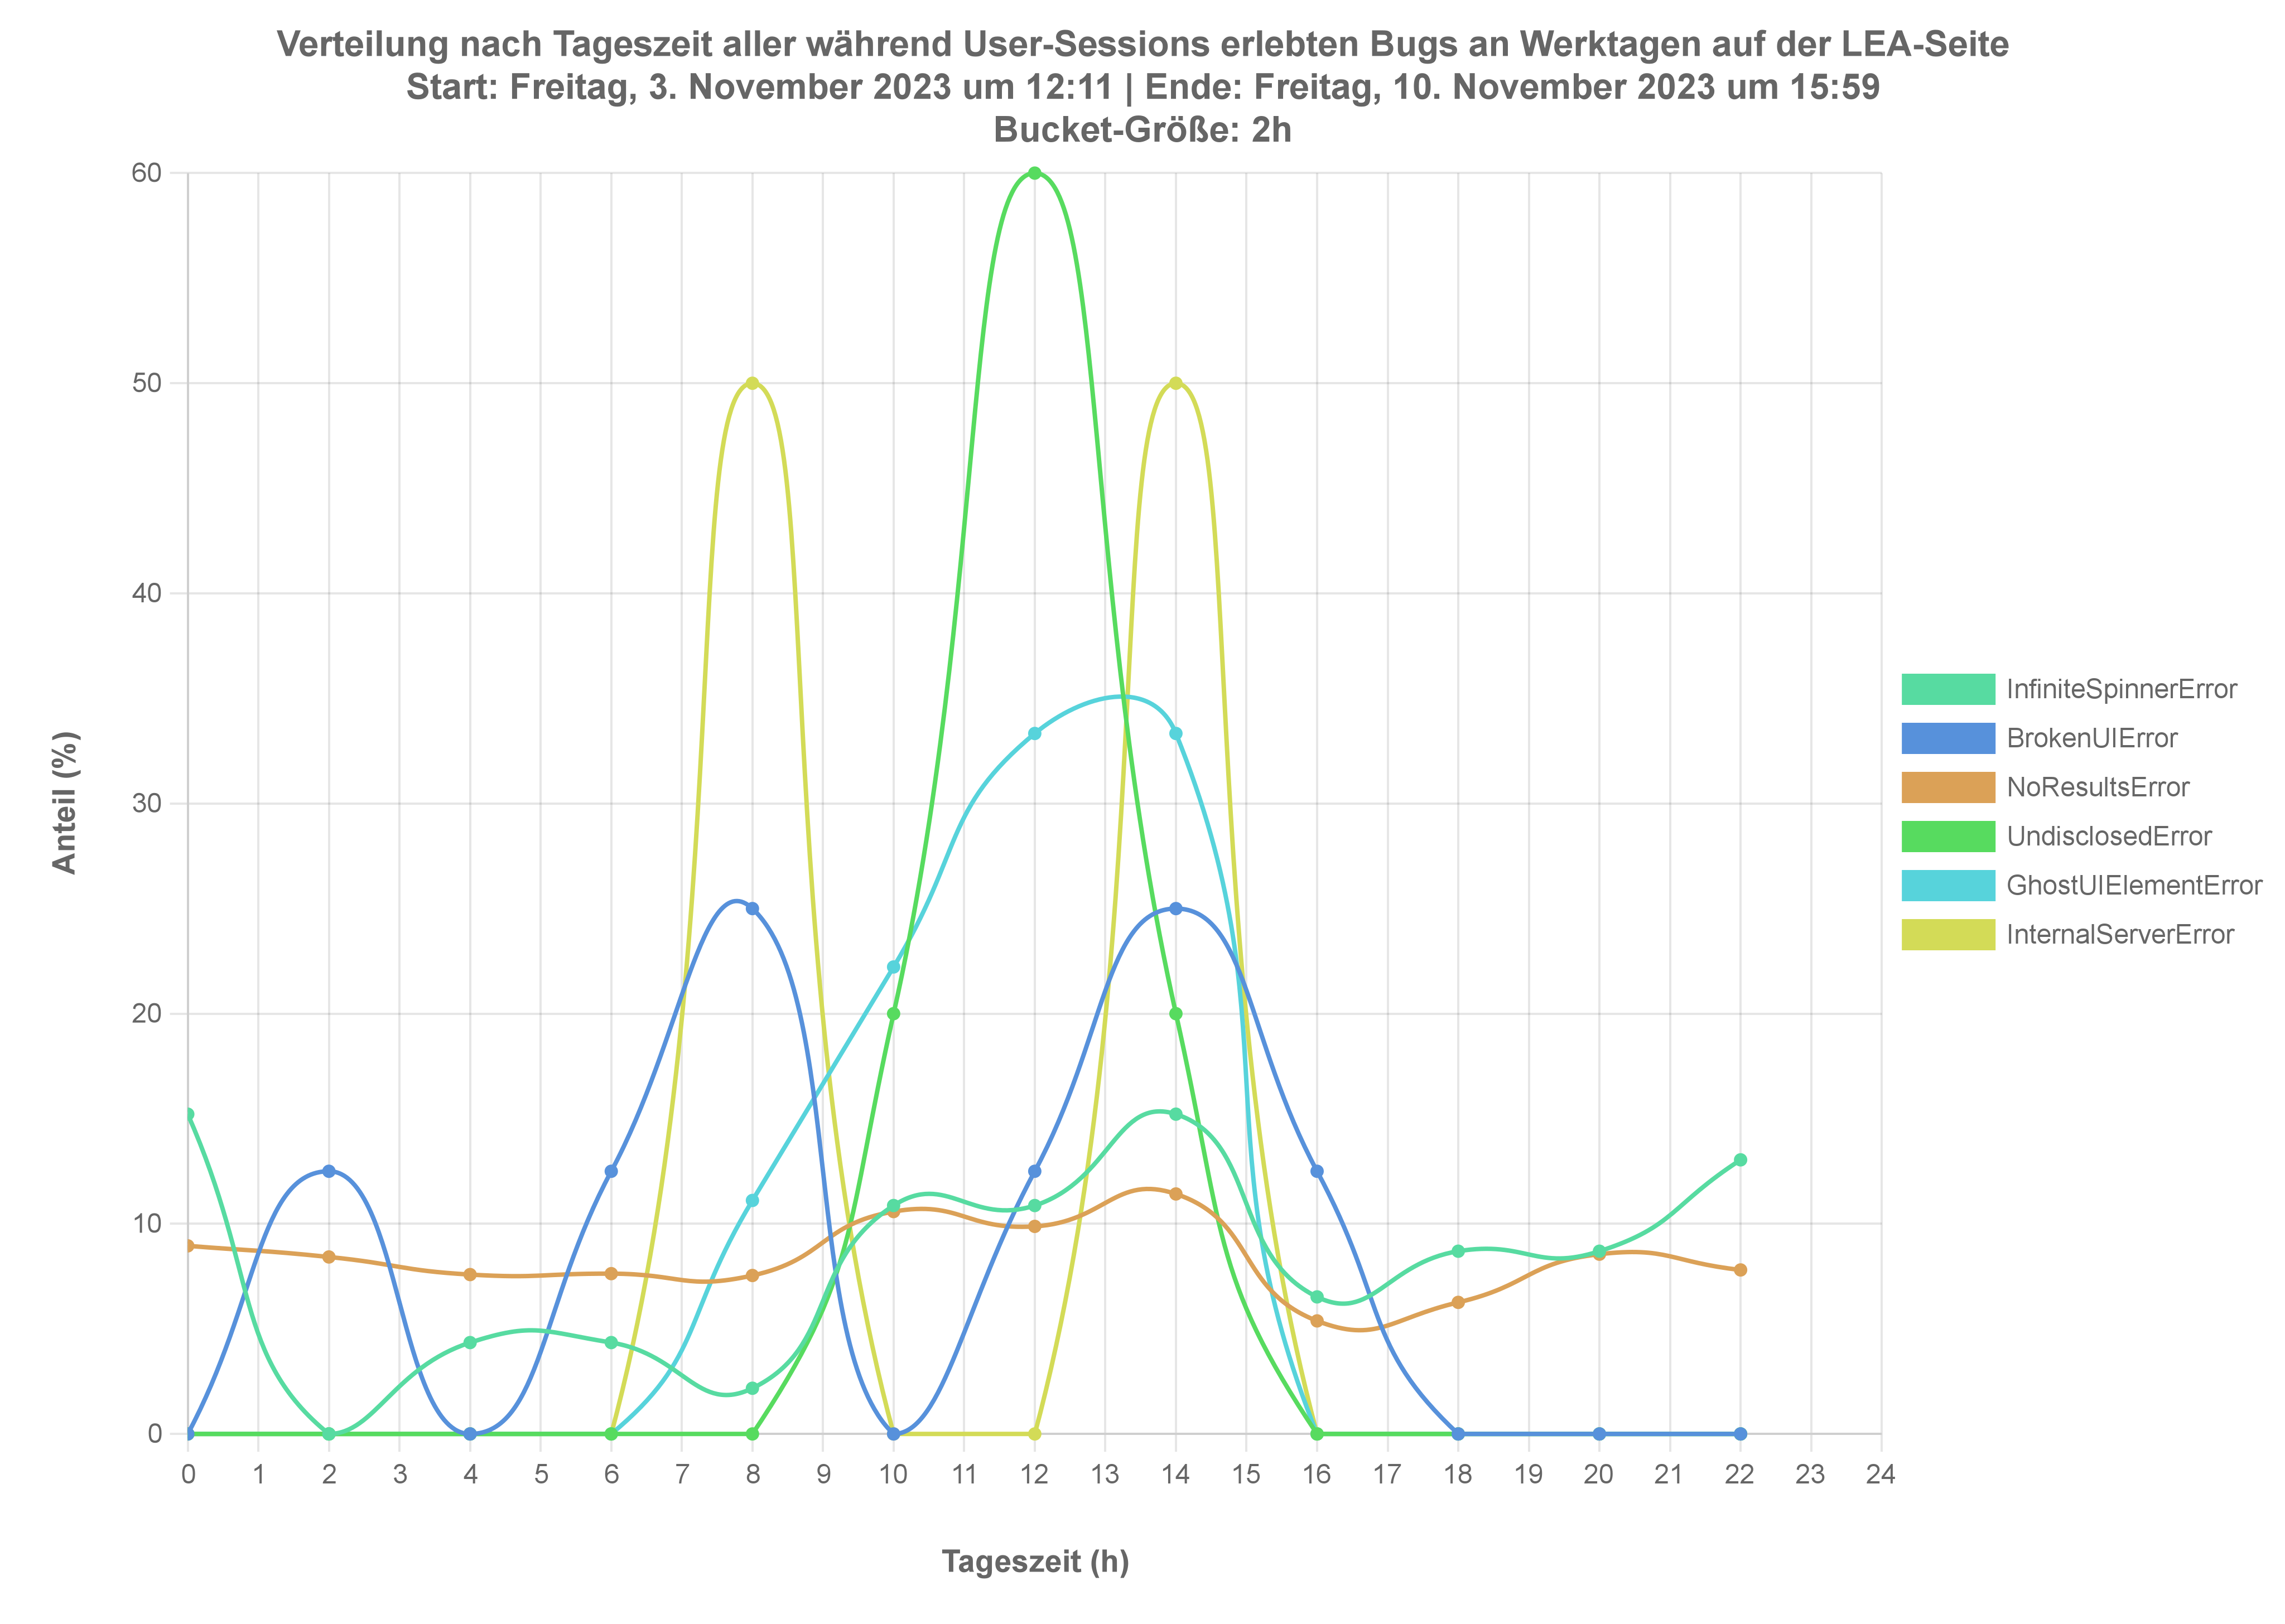 Verteilung nach Tageszeit aller während User-Sessions erlebten Bugs an Werktagen auf der LEA-Seite
Start: Freitag, 3. November 2023 um 12:11 | Ende: Freitag, 10. November 2023 um 15:59
Bucket-Größe: 2h
60
50
40
30
20
10
0
Anteil (%)
0 1 2 3 4 5 6 7 8 9 10 11 12 13 14 15 16 17 18 19 20 21 22 23 24
Tageszeit (h)
InfiniteSpinnerError
BrokenUIError
NoResultsError
UndisclosedError
GhostUIElementError
InternalServerError